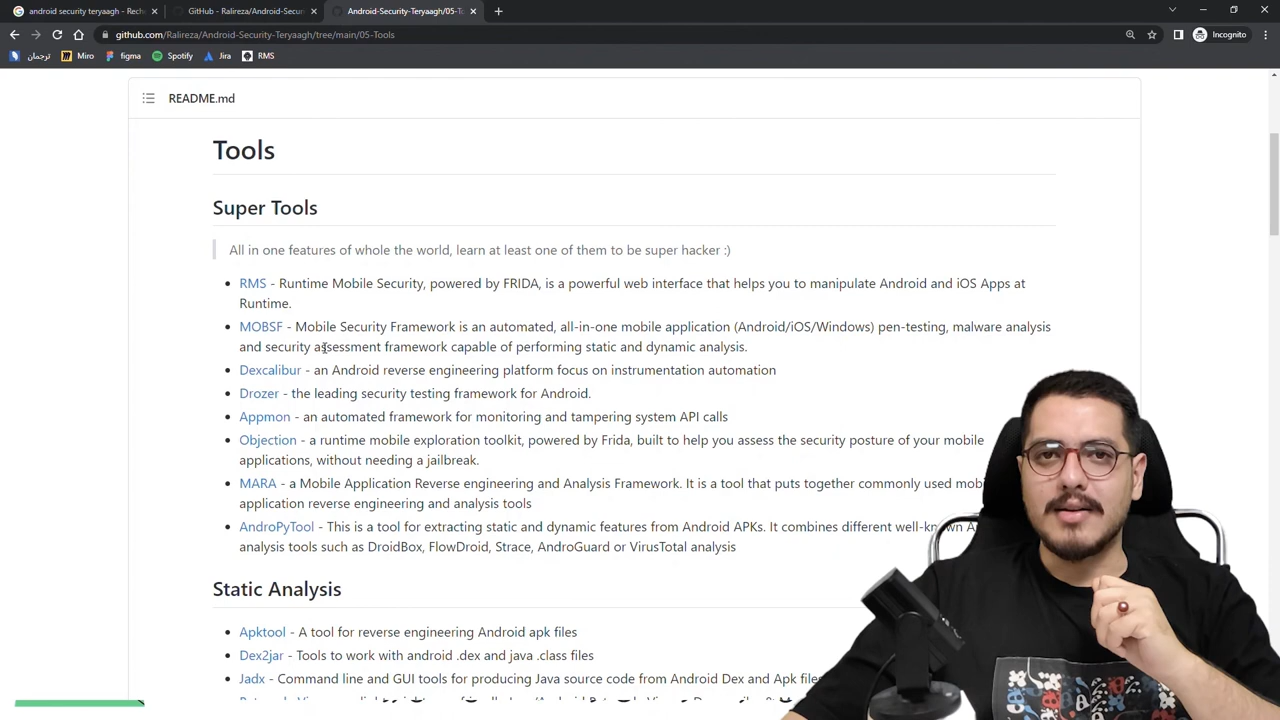 android security teryaagh - Rech
GitHub - Ralireza/Android-Secur
Android-Security-Teryaagh/05-To
github.com/Ralireza/Android-Security-Teryaagh/tree/main/05-Tools
Incognito
ترجمان
Miro
figma
Spotify
Jira
RMS
README.md
Tools
Super Tools
All in one features of whole the world, learn at least one of them to be super hacker :)
RMS - Runtime Mobile Security, powered by FRIDA, is a powerful web interface that helps you to manipulate Android and iOS Apps at
Runtime.
MOBSF - Mobile Security Framework is an automated, all-in-one mobile application (Android/iOS/Windows) pen-testing, malware analysis
and security assessment framework capable of performing static and dynamic analysis.
Dexcalibur - an Android reverse engineering platform focus on instrumentation automation
Drozer - the leading security testing framework for Android.
Appmon - an automated framework for monitoring and tampering system API calls
Objection - a runtime mobile exploration toolkit, powered by Frida, built to help you assess the security posture of your mobile
applications, without needing a jailbreak.
MARA - a Mobile Application Reverse engineering and Analysis Framework. It is a tool that puts together commonly used mobi
application reverse engineering and analysis tools
AndroPyTool - This is a tool for extracting static and dynamic features from Android APKs. It combines different well-known A
analysis tools such as DroidBox, FlowDroid, Strace, AndroGuard or VirusTotal analysis
Static Analysis
Apktool - A tool for reverse engineering Android apk files
Dex2jar - Tools to work with android .dex and java .class files
Jadx - Command line and GUI tools for producing Java source code from Android Dex and Apk files